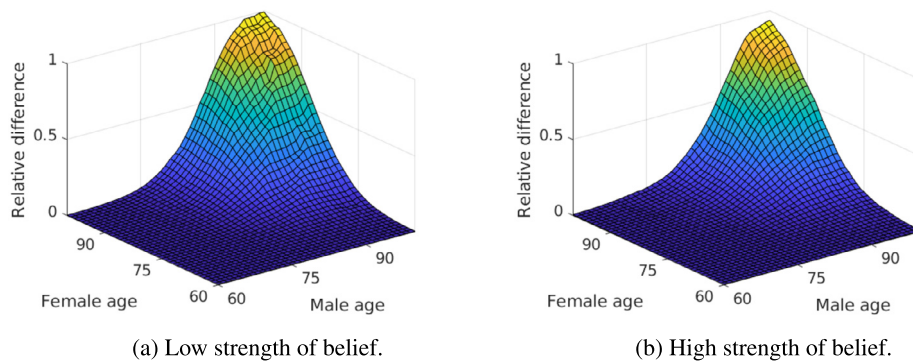 1
0.5
0
Relative difference
90
75
60
Female age
60
75
90
Male age
(a) Low strength of belief.
1
0.5
0
Relative difference
90
75
60
Female age
60
75
90
Male age
(b) High strength of belief.